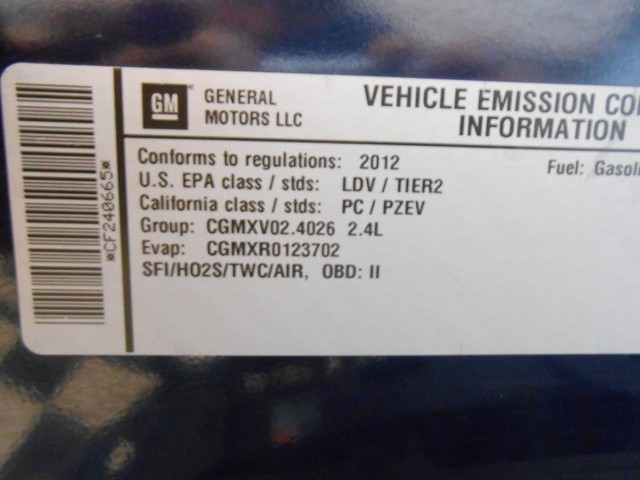 GM
GENERAL
MOTORS LLC
VEHICLE EMISSION
INFORMATION
Conforms to regulations: 2012
Fuel:
U.S. EPA class / stds: LDV / TIER2
California class / stds: PC / PZEV
Group: CGMXV02.4026 2.4L
Evap: CGMXR0123702
SFI/HO2S/TWC/AIR, OBD: II
*CF240665*